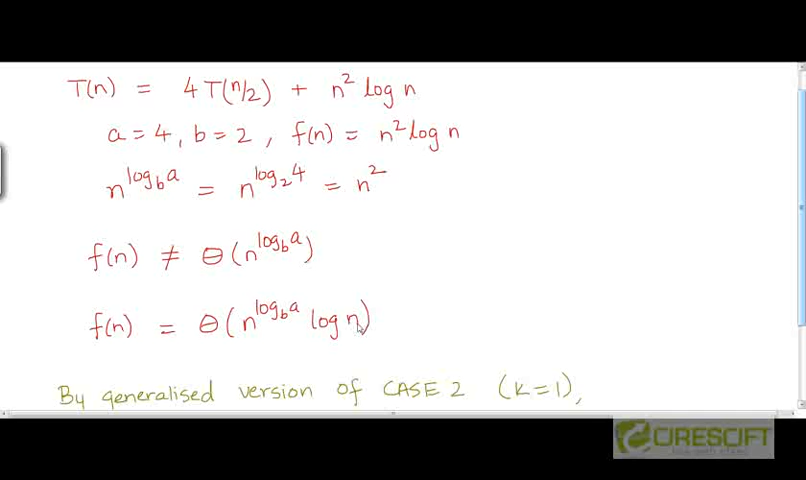 T(n) = 4T(n/2) + n² log n
a = 4, b = 2, f(n) = n² log n
n^{log_b a} = n^{log_2 4} = n²
f(n) ≠ Θ(n^{log_b a})
f(n) = Θ(n^{log_b a} log n)
By generalised version of CASE 2 (k=1),
CIRESCIFT